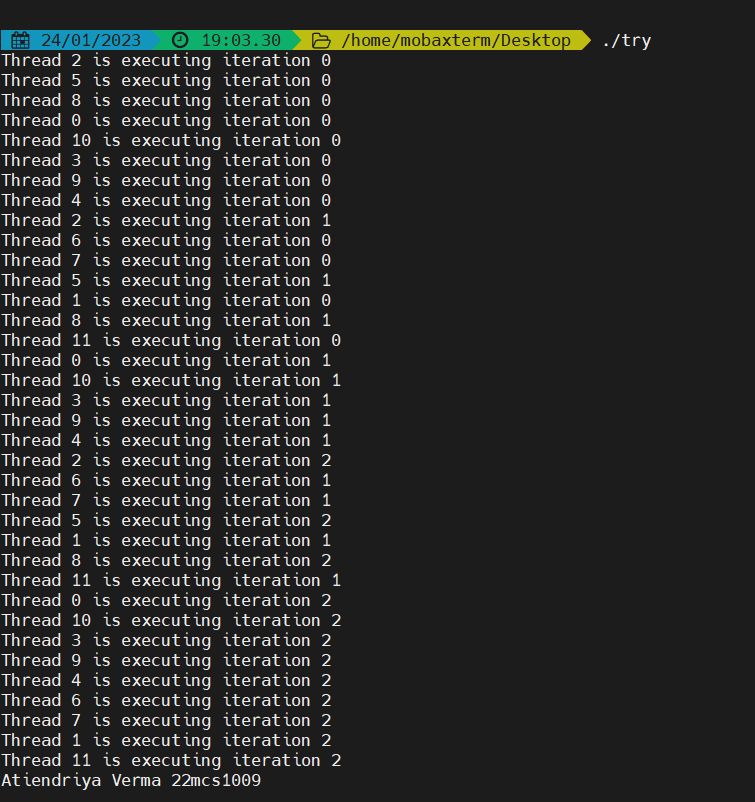 24/01/2023 19:03.30 /home/mobaxterm/Desktop ./try
Thread 2 is executing iteration 0
Thread 5 is executing iteration 0
Thread 8 is executing iteration 0
Thread 0 is executing iteration 0
Thread 10 is executing iteration 0
Thread 3 is executing iteration 0
Thread 9 is executing iteration 0
Thread 4 is executing iteration 0
Thread 2 is executing iteration 1
Thread 6 is executing iteration 0
Thread 7 is executing iteration 0
Thread 5 is executing iteration 1
Thread 1 is executing iteration 0
Thread 8 is executing iteration 1
Thread 11 is executing iteration 0
Thread 0 is executing iteration 1
Thread 10 is executing iteration 1
Thread 3 is executing iteration 1
Thread 9 is executing iteration 1
Thread 4 is executing iteration 1
Thread 2 is executing iteration 2
Thread 6 is executing iteration 1
Thread 7 is executing iteration 1
Thread 5 is executing iteration 2
Thread 1 is executing iteration 1
Thread 8 is executing iteration 2
Thread 11 is executing iteration 1
Thread 0 is executing iteration 2
Thread 10 is executing iteration 2
Thread 3 is executing iteration 2
Thread 9 is executing iteration 2
Thread 4 is executing iteration 2
Thread 6 is executing iteration 2
Thread 7 is executing iteration 2
Thread 1 is executing iteration 2
Thread 11 is executing iteration 2
Atiendriya Verma 22mcs1009